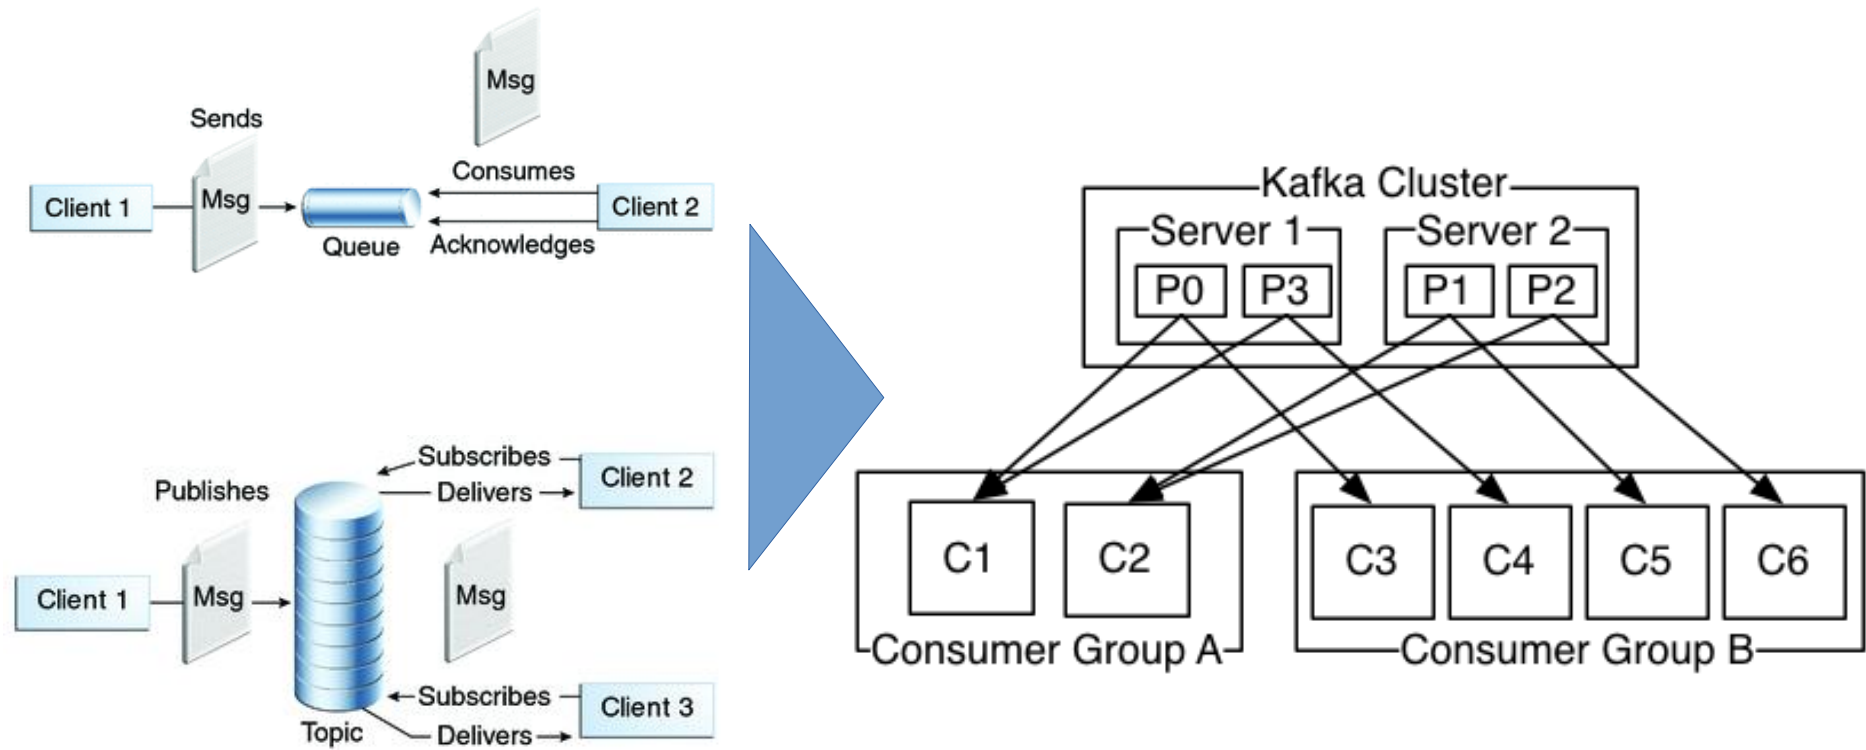 Msg
Sends
Msg
Client 1
Queue
Consumes
Acknowledges
Client 2
Publishes
Client 1
Msg
Topic
Subscribes
Delivers
Client 2
Msg
Subscribes
Delivers
Client 3
Kafka Cluster
Server 1
Server 2
P0
P3
P1
P2
C1
C2
C3
C4
C5
C6
Consumer Group A
Consumer Group B